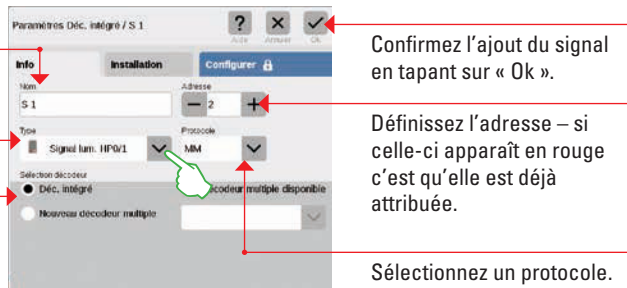 Paramètres Déc. intégré / S 1
?
Aide
Annuler
Ok
Info
Installation
Configurer
Nom
Adresse
S 1
2
Type
Protocole
Signal lum. HP0/1
MM
Sélection décodeur
Déc. intégré
codeur multiple disponible
Nouveau décodeur multiple
Confirmez l’ajout du signal
en tapant sur « Ok ».
Définissez l’adresse – si
celle-ci apparaît en rouge
c’est qu’elle est déjà
attribuée.
Sélectionnez un protocole.